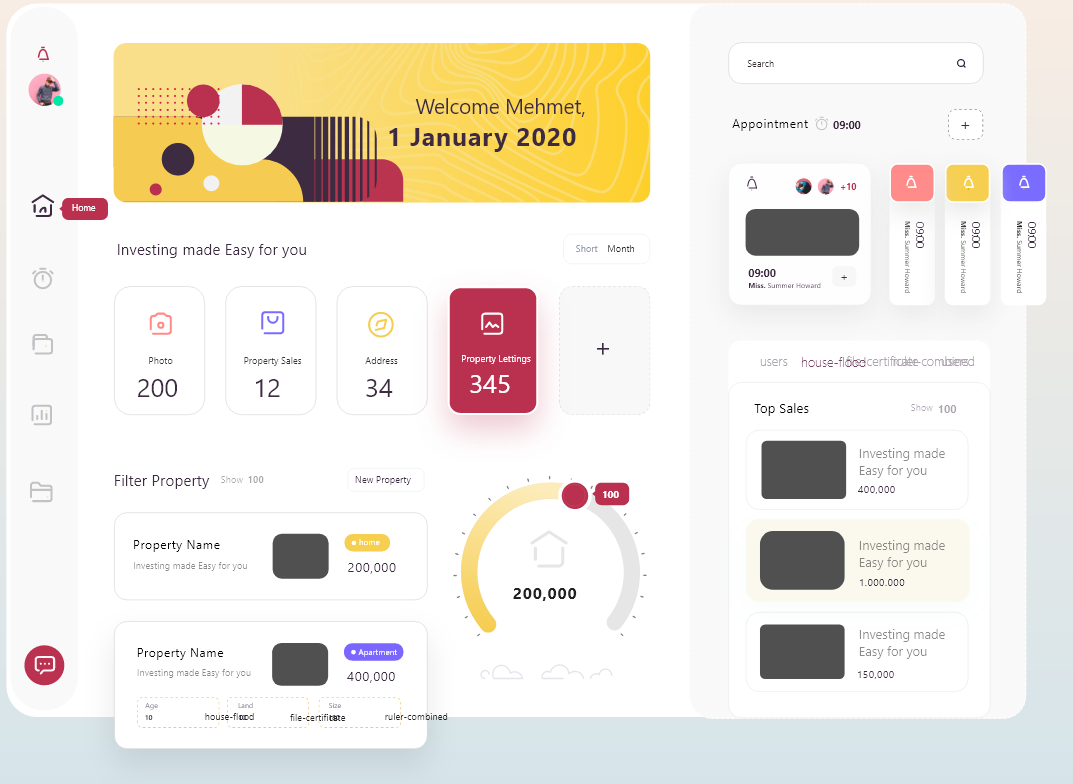 Home
Welcome Mehmet,
1 January 2020
Investing made Easy for you
Short Month
Photo
200
Property Sales
12
Address
34
Property Lettings
345
+
Filter Property Show 100
New Property
Property Name
Investing made Easy for you
home
200,000
Property Name
Investing made Easy for you
Apartment
400,000
Age
10
house-flood
Land
file-certificate
Size
ruler-combined
100
200,000
Search
Appointment 09:00
+
+10
09:00
Miss. Summer Howard
+
09:00
Miss. Summer Howard
09:00
Miss. Summer Howard
09:00
Miss. Summer Howard
users
house-flood
file-certificate
ruler-combined
users
Top Sales
Show 100
Investing made
Easy for you
400,000
Investing made
Easy for you
1.000.000
Investing made
Easy for you
150,000